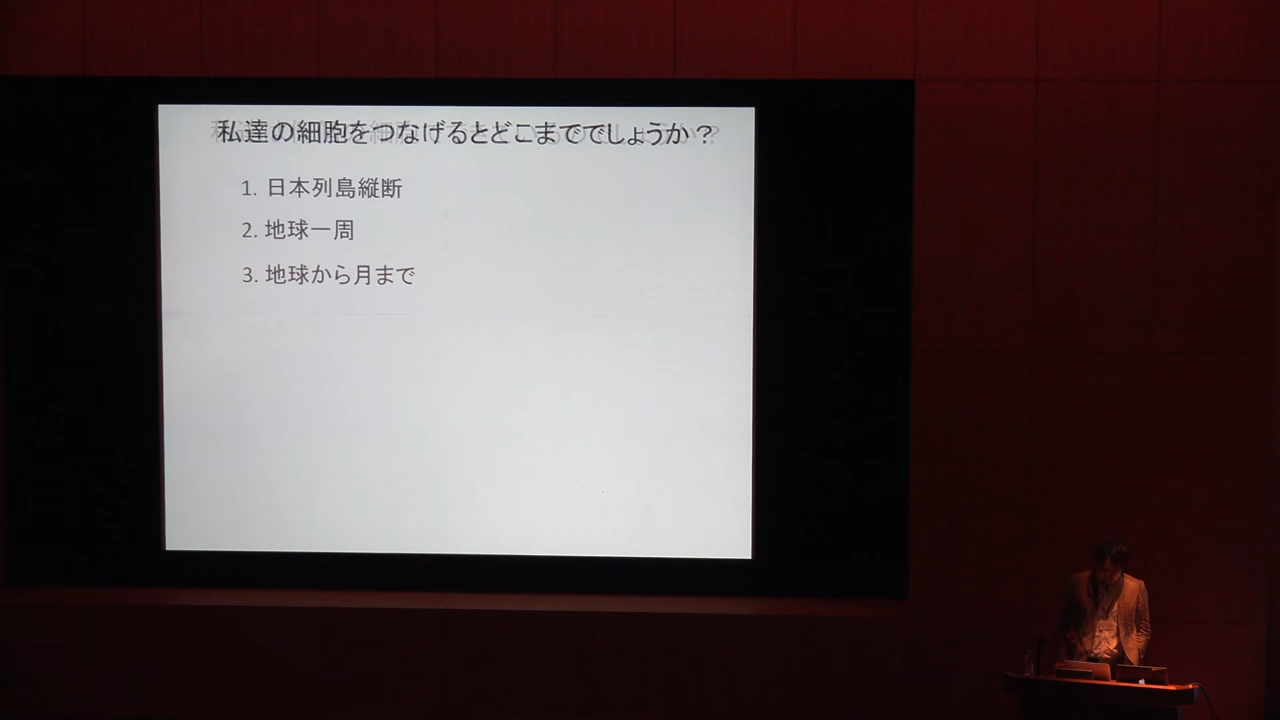 私達の細胞をつなげるとどこまででしょうか？
1. 日本列島縦断
2. 地球一周
3. 地球から月まで